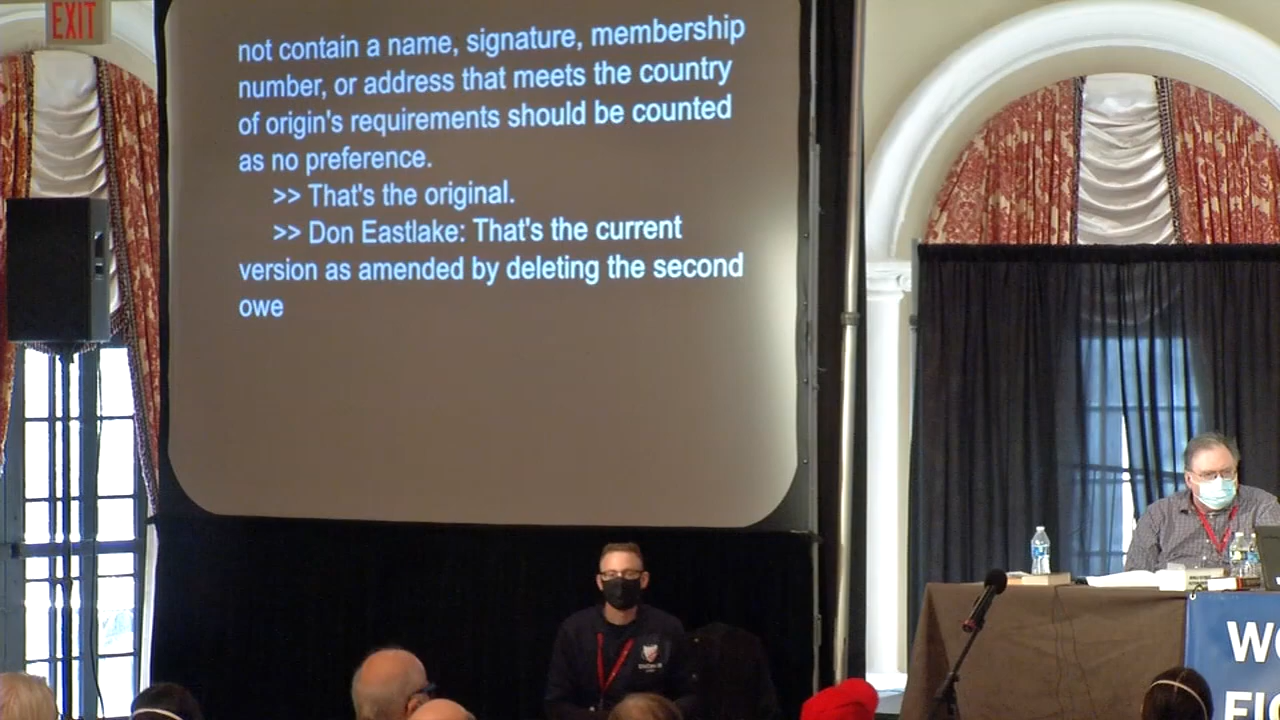 EXIT
not contain a name, signature, membership
number, or address that meets the country
of origin's requirements should be counted
as no preference.
>> That's the original.
>> Don Eastlake: That's the current
version as amended by deleting the second
owe